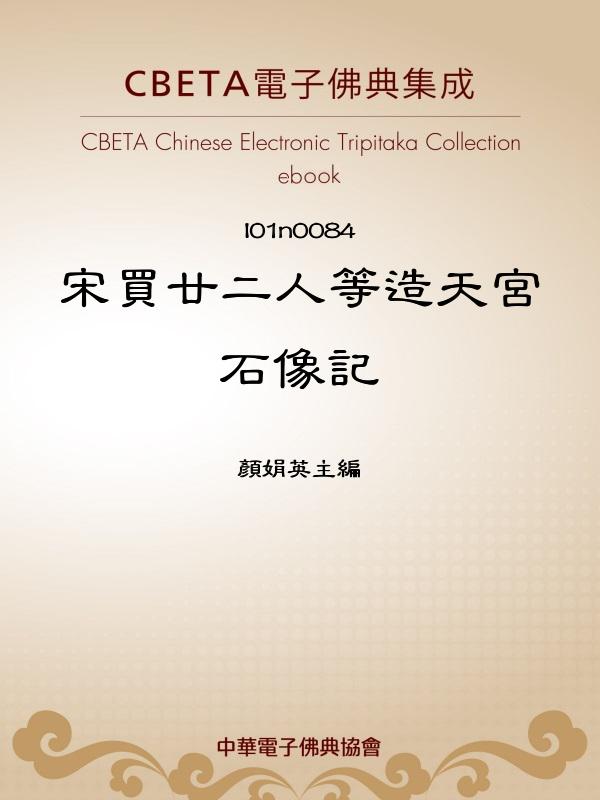 CBETA電子佛典集成
CBETA Chinese Electronic Tripitaka Collection
ebook
I01n0084
宋買廿二人等造天宮
石像記
顏娟英主編
中華電子佛典協會